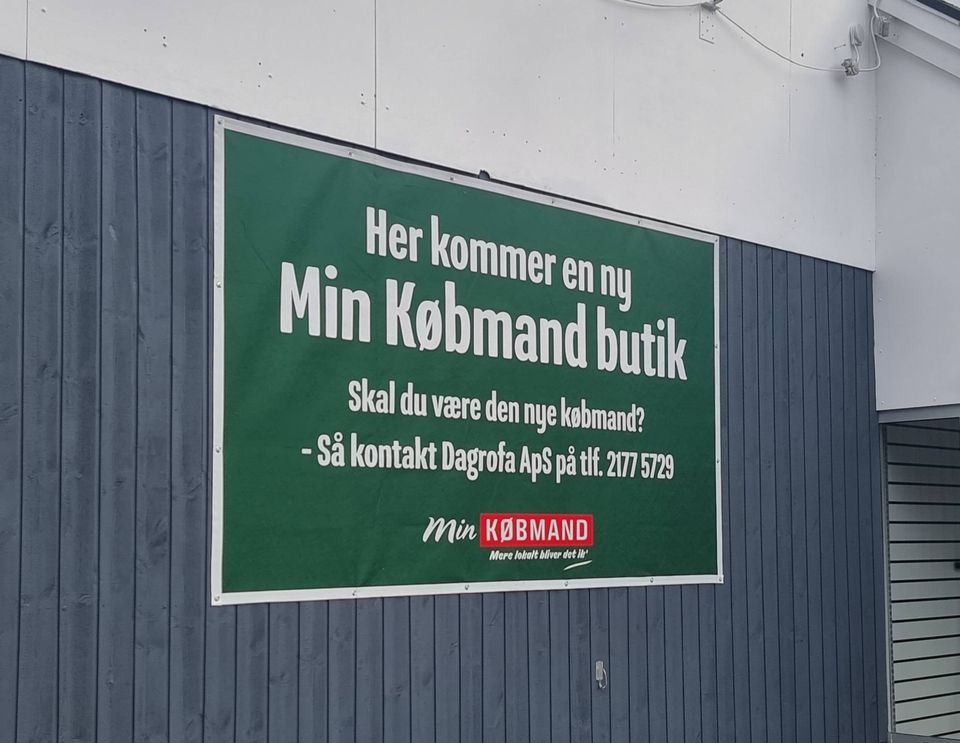 Her kommer en ny
Min Købmand butik
Skal du være den nye købmand?
- Så kontakt Dagrofa ApS på tlf. 2177 5729
Min KØBMAND
Mere lokalt bliver det ik'